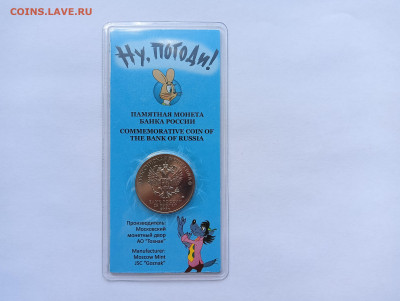 COINS.LAVE.RU
Ну, погоди!
ПАМЯТНАЯ МОНЕТА
БАНКА РОССИИ
COMMEMORATIVE COIN OF
THE BANK OF RUSSIA
Производитель:
Московский
монетный двор
АО "Гознак"
Manufacturer:
Moscow Mint
JSC "Goznak"